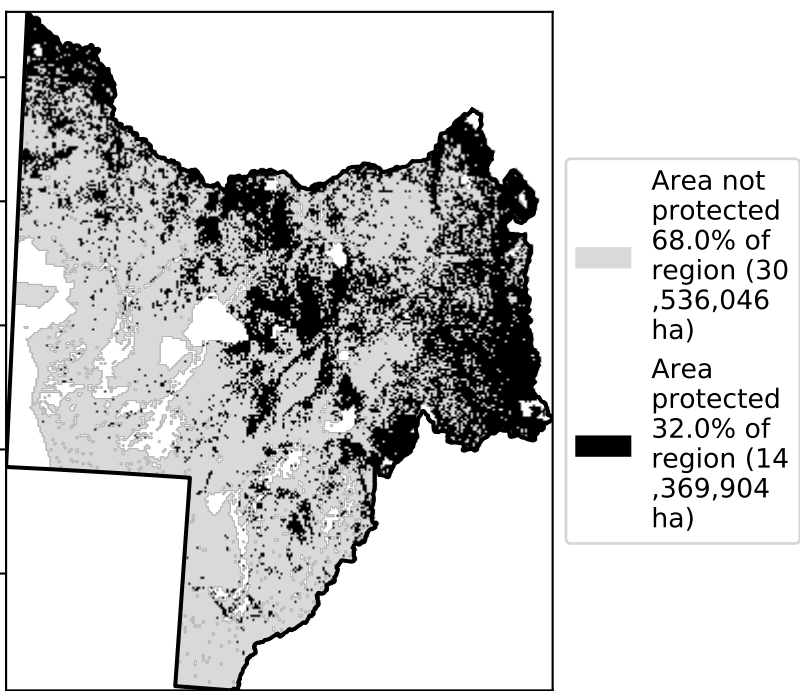 Area not
protected
68.0% of
region (30
,536,046
ha)
Area
protected
32.0% of
region (14
,369,904
ha)